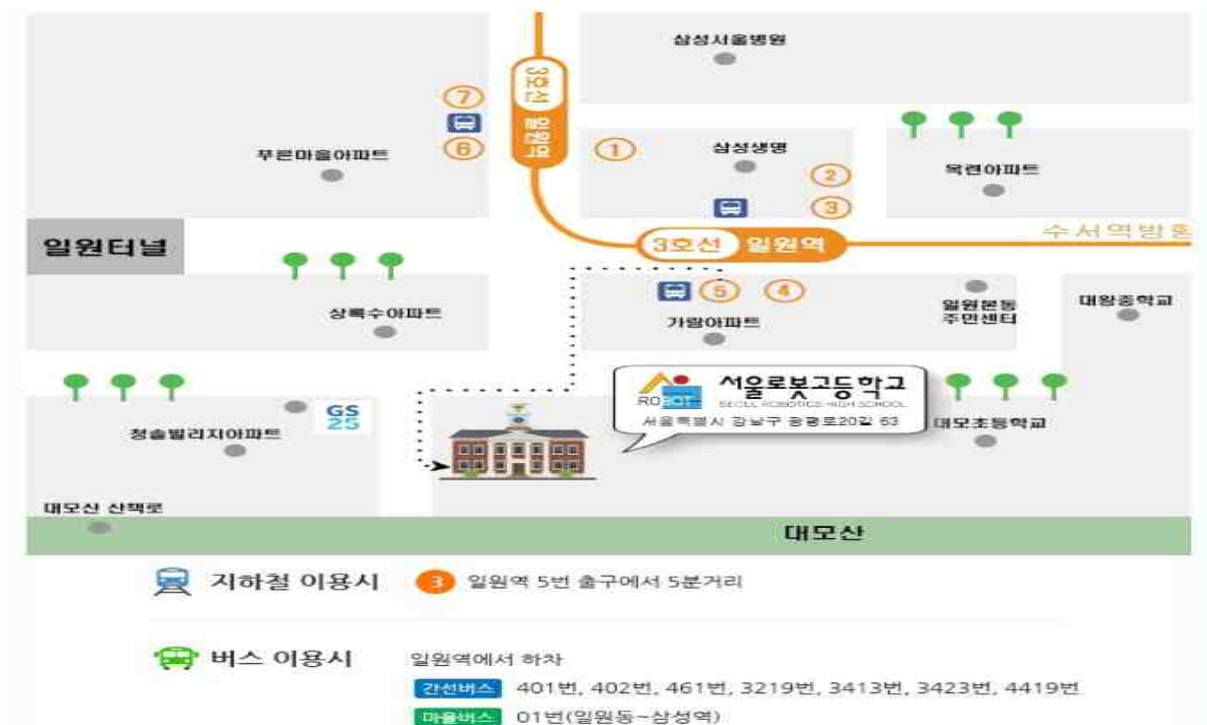 삼성서울병원
3호선 일원역
⑦
⑥
①
푸른마을아파트
삼성생명
②
③
목련아파트
일원터널
3호선 일원역
수서역방향
⑤ ④
상록수아파트
가람아파트
일원본동
주민센터
대왕중학교
GS
25
청솔빌리지아파트
ROBOT
서울로봇고등학교
SEOUL ROBOTICS HIGH SCHOOL
서울특별시 강남구 광평로20길 63
대모초등학교
대모산 산책로
대모산
지하철 이용시 3 일원역 5번 출구에서 5분거리
버스 이용시 일원역에서 하차
간선버스 401번, 402번, 461번, 3219번, 3413번, 3423번, 4419번
마을버스 01번(일원동~삼성역)